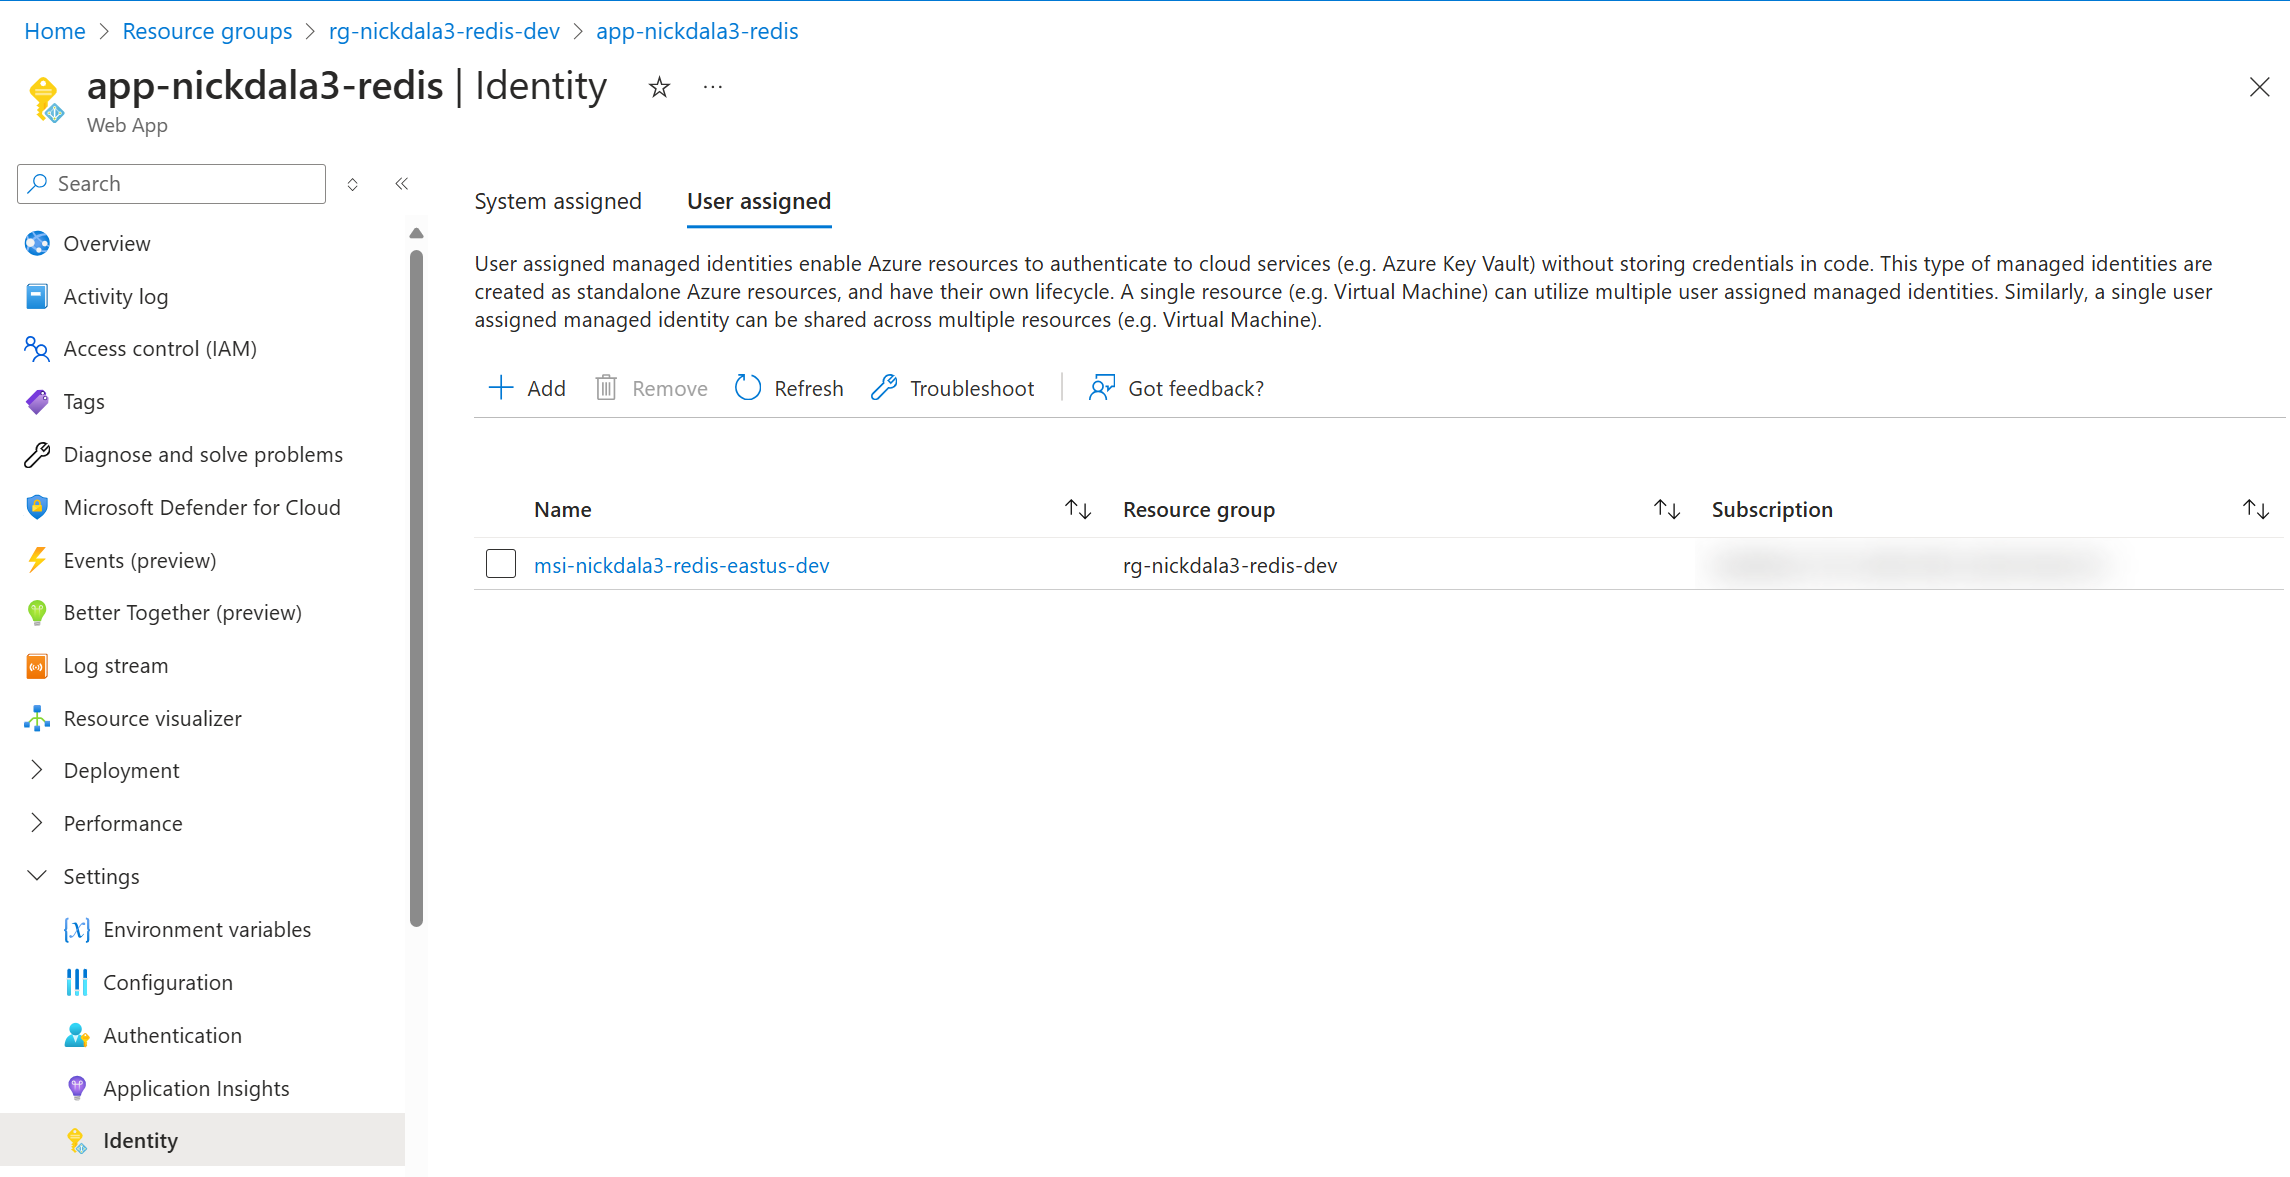 Home > Resource groups > rg-nickdala3-redis-dev > app-nickdala3-redis
app-nickdala3-redis | Identity
Web App
Search
Overview
Activity log
Access control (IAM)
Tags
Diagnose and solve problems
Microsoft Defender for Cloud
Events (preview)
Better Together (preview)
Log stream
Resource visualizer
Deployment
Performance
Settings
Environment variables
Configuration
Authentication
Application Insights
Identity
System assigned User assigned
User assigned managed identities enable Azure resources to authenticate to cloud services (e.g. Azure Key Vault) without storing credentials in code. This type of managed identities are
created as standalone Azure resources, and have their own lifecycle. A single resource (e.g. Virtual Machine) can utilize multiple user assigned managed identities. Similarly, a single user
assigned managed identity can be shared across multiple resources (e.g. Virtual Machine).
Add Remove Refresh Troubleshoot Got feedback?
Name Resource group Subscription
msi-nickdala3-redis-eastus-dev rg-nickdala3-redis-dev